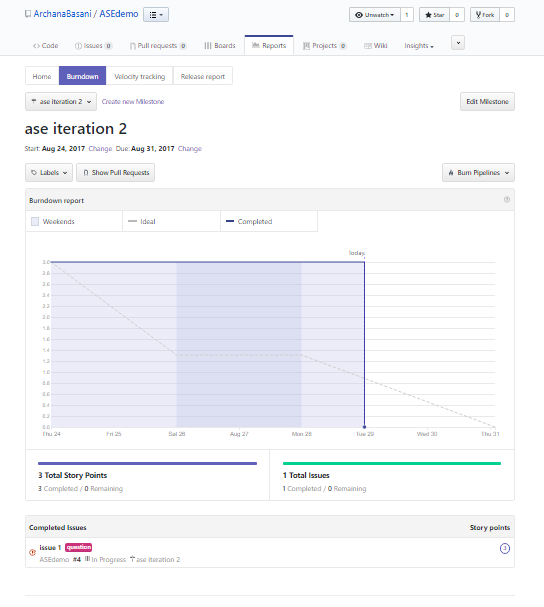 ArchanaBasani / ASEdemo
Unwatch 1 Star 0 Fork 0
Code Issues 0 Pull requests 0 Boards Reports Projects 0 Wiki Insights
Home Burndown Velocity tracking Release report
ase iteration 2 Create new Milestone Edit Milestone
ase iteration 2
Start: Aug 24, 2017 Change Due: Aug 31, 2017 Change
Labels Show Pull Requests Burn Pipelines
Burndown report
Weekends Ideal Completed
Today
3.0
2.8
2.6
2.4
2.2
2.0
1.8
1.6
1.4
1.2
1.0
0.8
0.6
0.4
0.2
0.0
Thu 24 Fri 25 Sat 26 Aug 27 Mon 28 Tue 29 Wed 30 Thu 31
3 Total Story Points 1 Total Issues
3 Completed / 0 Remaining 1 Completed / 0 Remaining
Completed Issues Story points
issue 1 question 3
ASEdemo #4 In Progress ase iteration 2